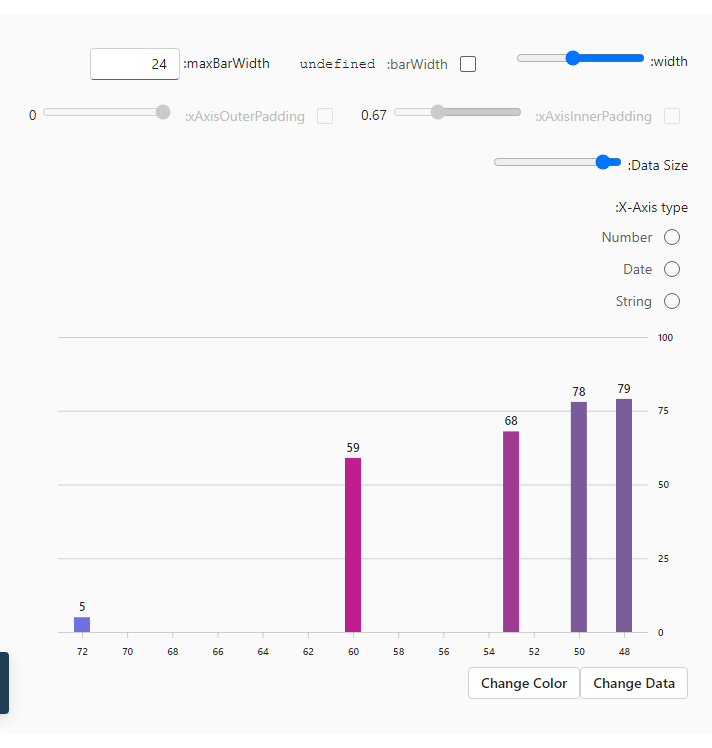 :width
:barWidth undefined
:maxBarWidth 24
:xAxisInnerPadding 0.67
:xAxisOuterPadding 0
:Data Size
:X-Axis type
Number
Date
String
100
75
50
25
0
5
59
68
78
79
72 70 68 66 64 62 60 58 56 54 52 50 48
Change Color Change Data